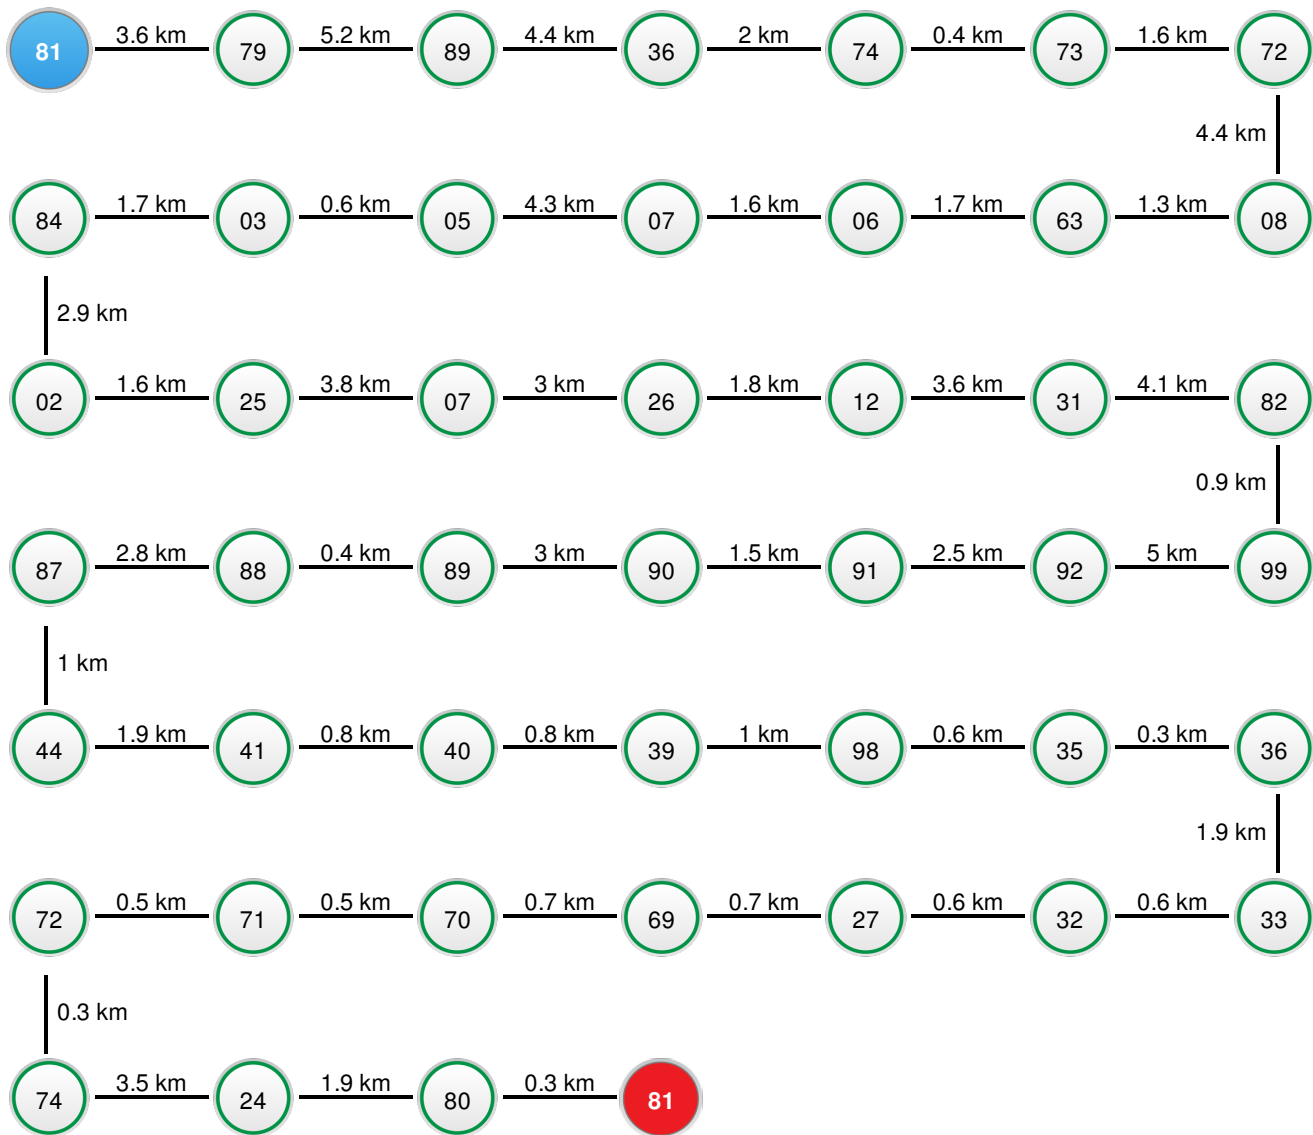 81 3.6 km 79 5.2 km 89 4.4 km 36 2 km 74 0.4 km 73 1.6 km 72
4.4 km
84 1.7 km 03 0.6 km 05 4.3 km 07 1.6 km 06 1.7 km 63 1.3 km 08
2.9 km
02 1.6 km 25 3.8 km 07 3 km 26 1.8 km 12 3.6 km 31 4.1 km 82
0.9 km
87 2.8 km 88 0.4 km 89 3 km 90 1.5 km 91 2.5 km 92 5 km 99
1 km
44 1.9 km 41 0.8 km 40 0.8 km 39 1 km 98 0.6 km 35 0.3 km 36
1.9 km
72 0.5 km 71 0.5 km 70 0.7 km 69 0.7 km 27 0.6 km 32 0.6 km 33
0.3 km
74 3.5 km 24 1.9 km 80 0.3 km 81